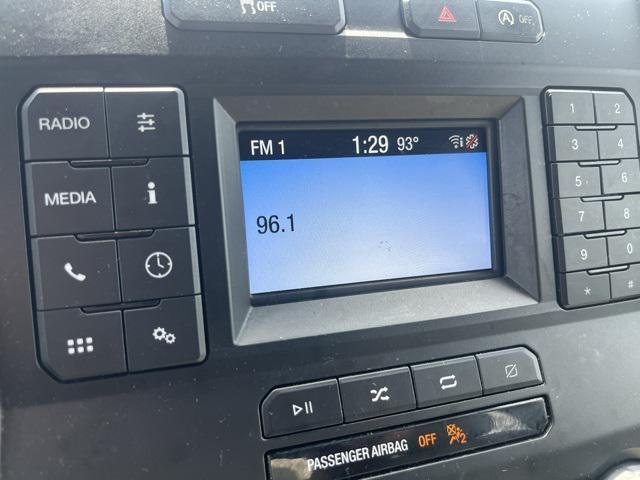 OFF
A OFF
RADIO
MEDIA
i
FM 1 1:29 93°
96.1
1 2
3 4
5 6
7 8
9 0
* #
PASSENGER AIRBAG OFF 2